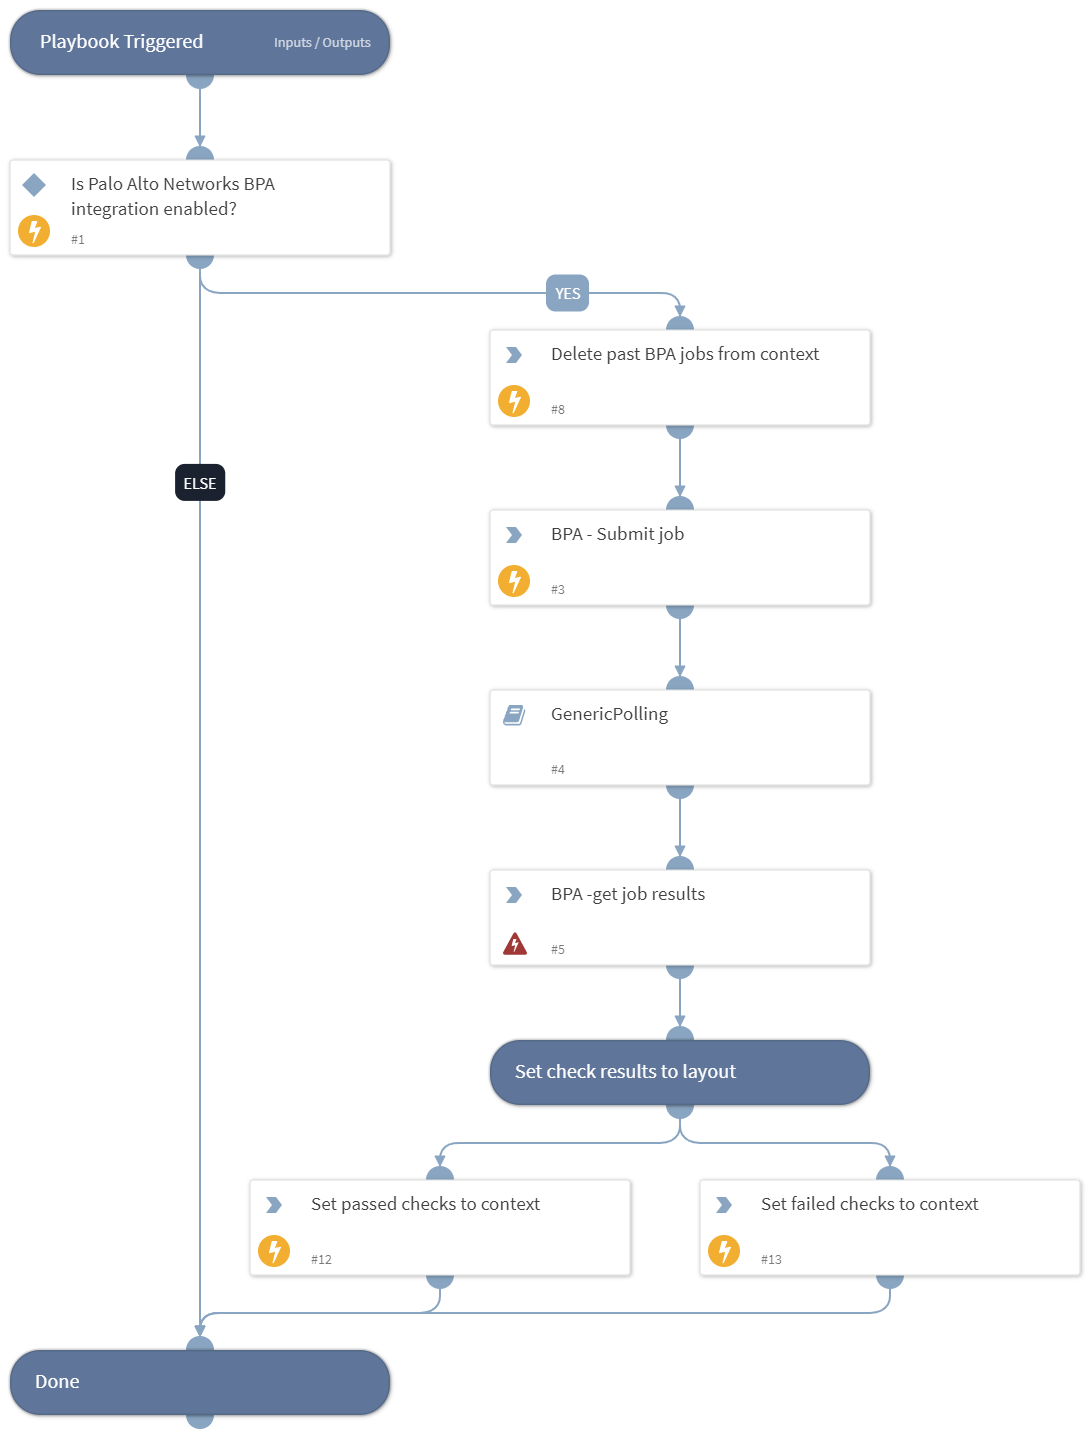 Playbook Triggered
Inputs / Outputs
Is Palo Alto Networks BPA
integration enabled?
#1
YES
Delete past BPA jobs from context
#8
ELSE
BPA - Submit job
#3
GenericPolling
#4
BPA -get job results
#5
Set check results to layout
Set passed checks to context
#12
Set failed checks to context
#13
Done